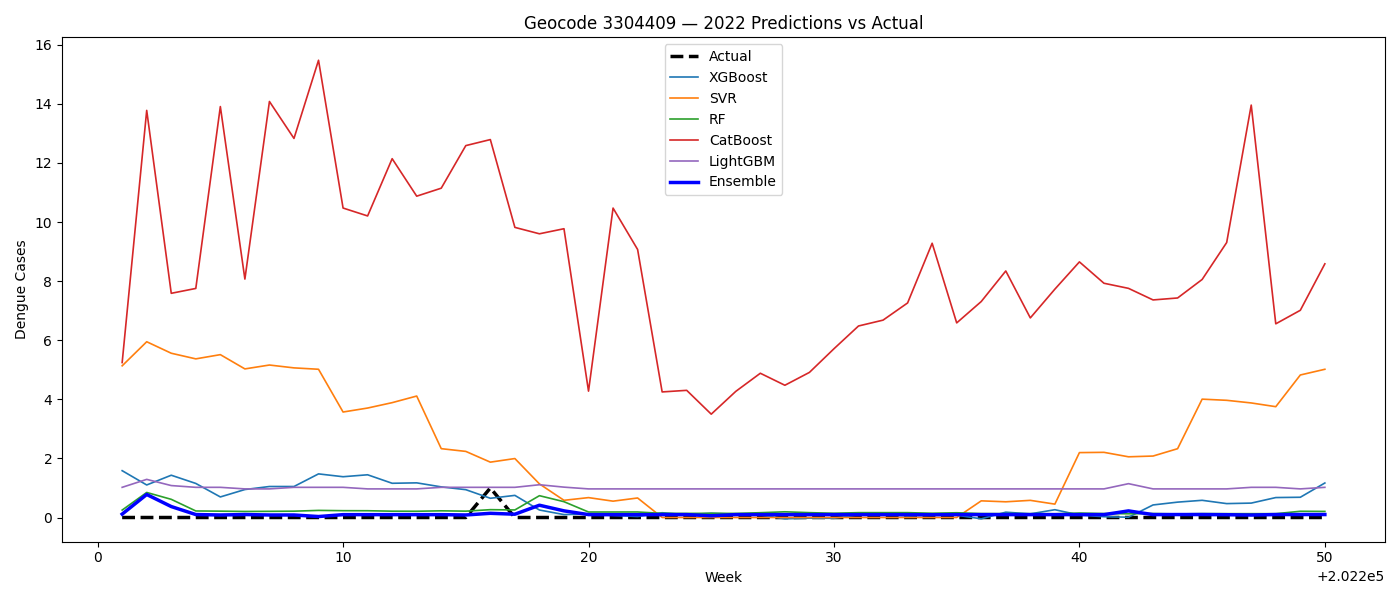 Geocode 3304409 — 2022 Predictions vs Actual
16
14
12
10
8
6
4
2
0
Dengue Cases
Actual
XGBoost
SVR
RF
CatBoost
LightGBM
Ensemble
0 10 20 30 40 50
Week
+2.022e5